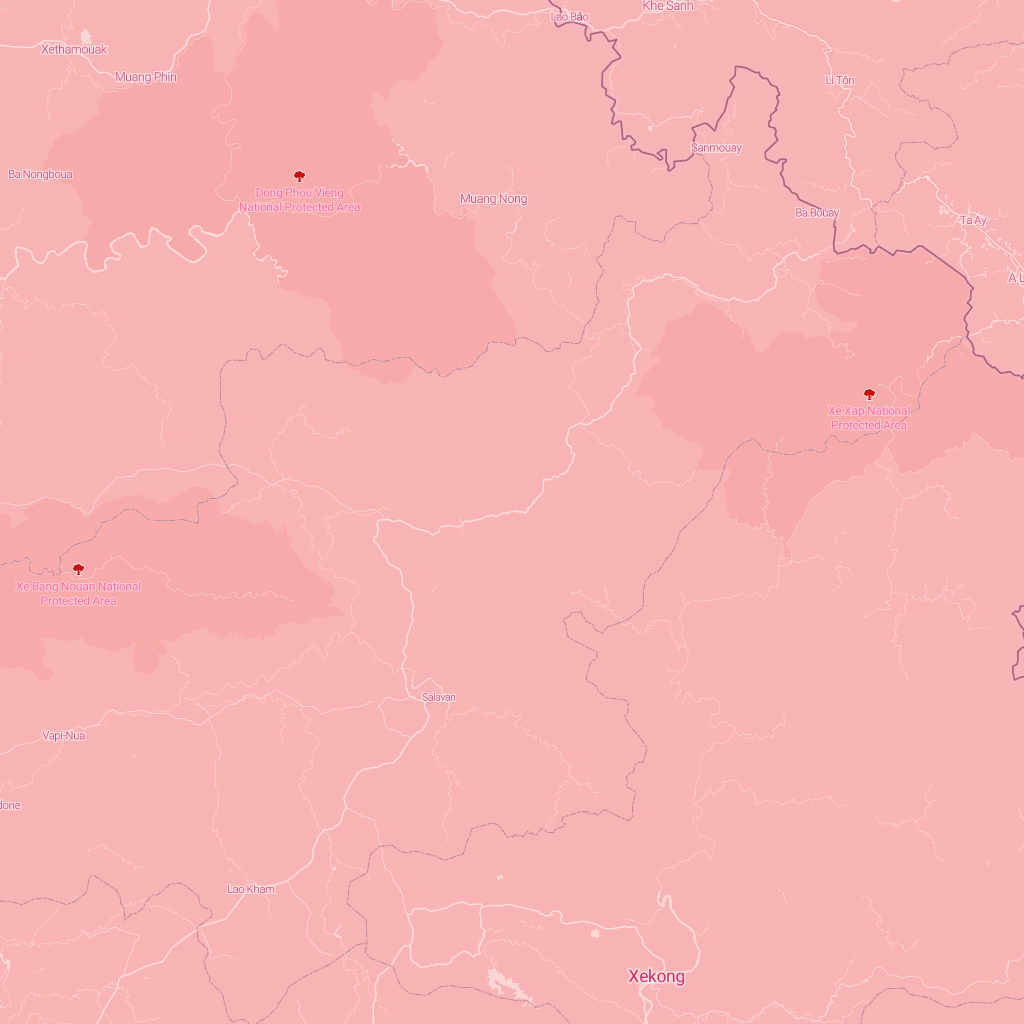 Khe Sanh
Lao Bảo
Xethamouak
Muang Phin
Li Tôn
Sanmouay
Ba.Nongboua
Dong Phou Vieng
National Protected Area
Muang Nong
Ba.Bouay
Ta Ay
A L
Xe Xap National
Protected Area
Xe Bang Nouan National
Protected Area
Salavan
Vapi-Nua
done
Lao Kham
Xekong